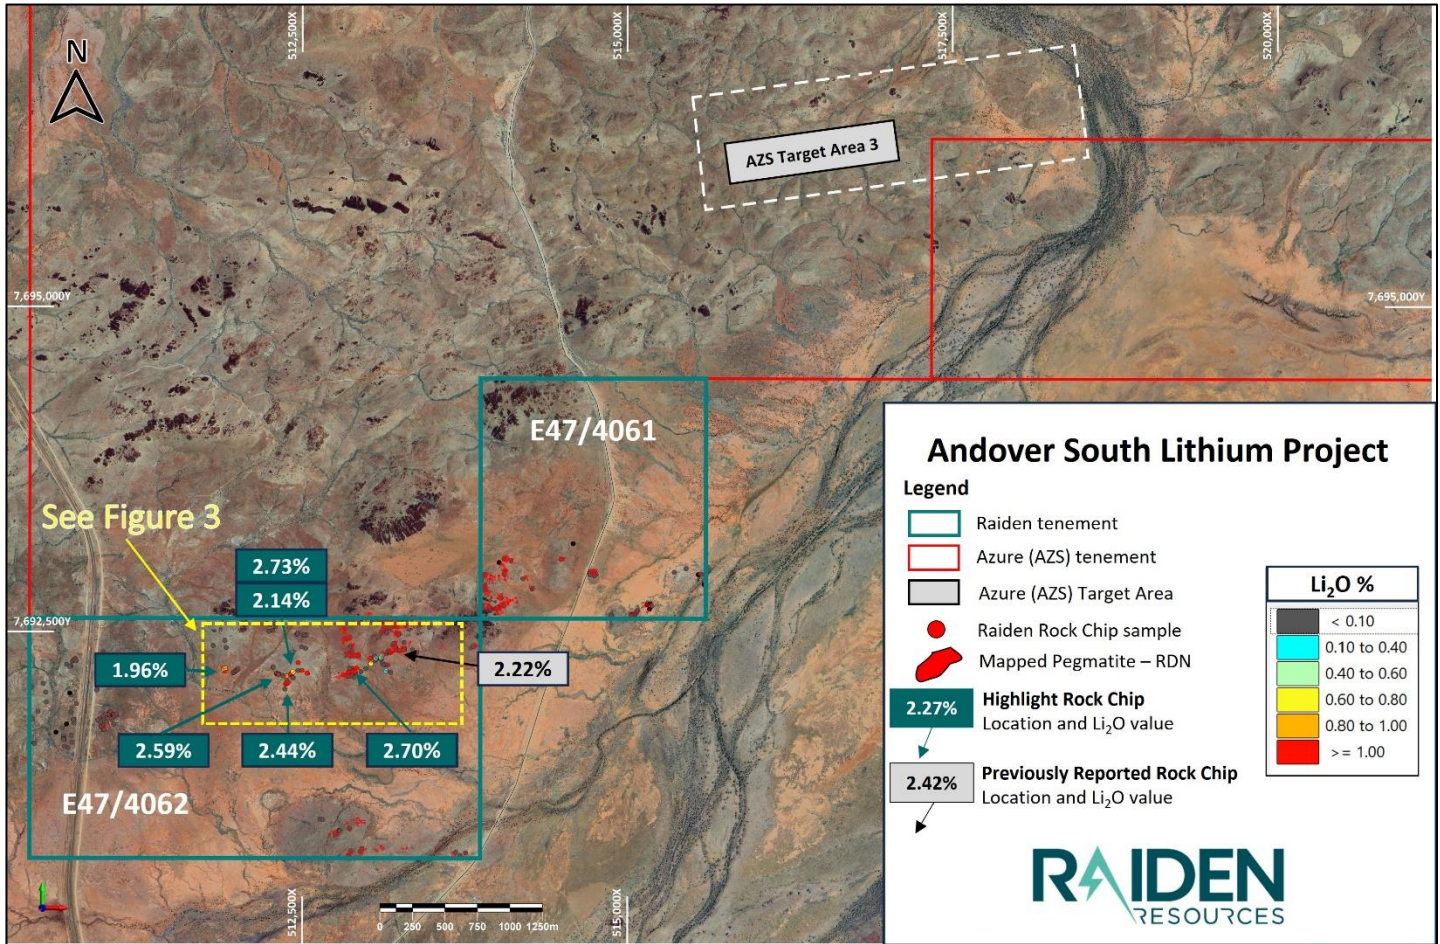 N
512,500X
515,000X
517,500X
520,000X
AZS Target Area 3
7,695,000Y
7,695,000Y
E47/4061
See Figure 3
2.73%
2.14%
7,692,500Y
1.96%
2.22%
2.59%
2.44%
2.70%
E47/4062
512,500X
515,000X
0 250 500 750 1000 1250m
Andover South Lithium Project
Legend
Raiden tenement
Azure (AZS) tenement
Azure (AZS) Target Area
Raiden Rock Chip sample
Mapped Pegmatite – RDN
2.27%
Highlight Rock Chip
Location and Li₂O value
2.42%
Previously Reported Rock Chip
Location and Li₂O value
Li₂O %
< 0.10
0.10 to 0.40
0.40 to 0.60
0.60 to 0.80
0.80 to 1.00
>= 1.00
RAIDEN
RESOURCES